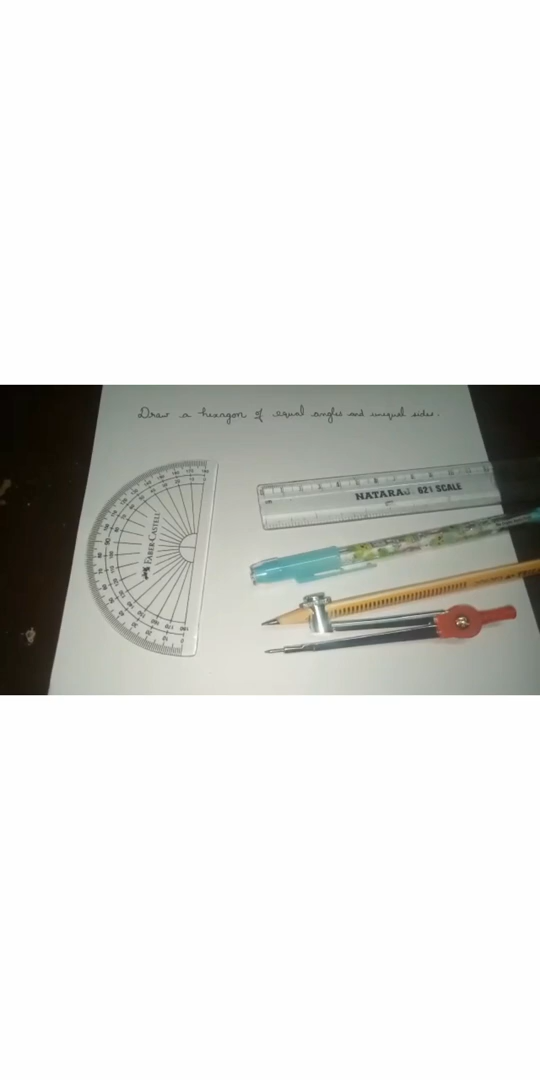 Draw a hexagon of equal angles and unequal sides.
FABER-CASTELL
NATARAJ 621 SCALE